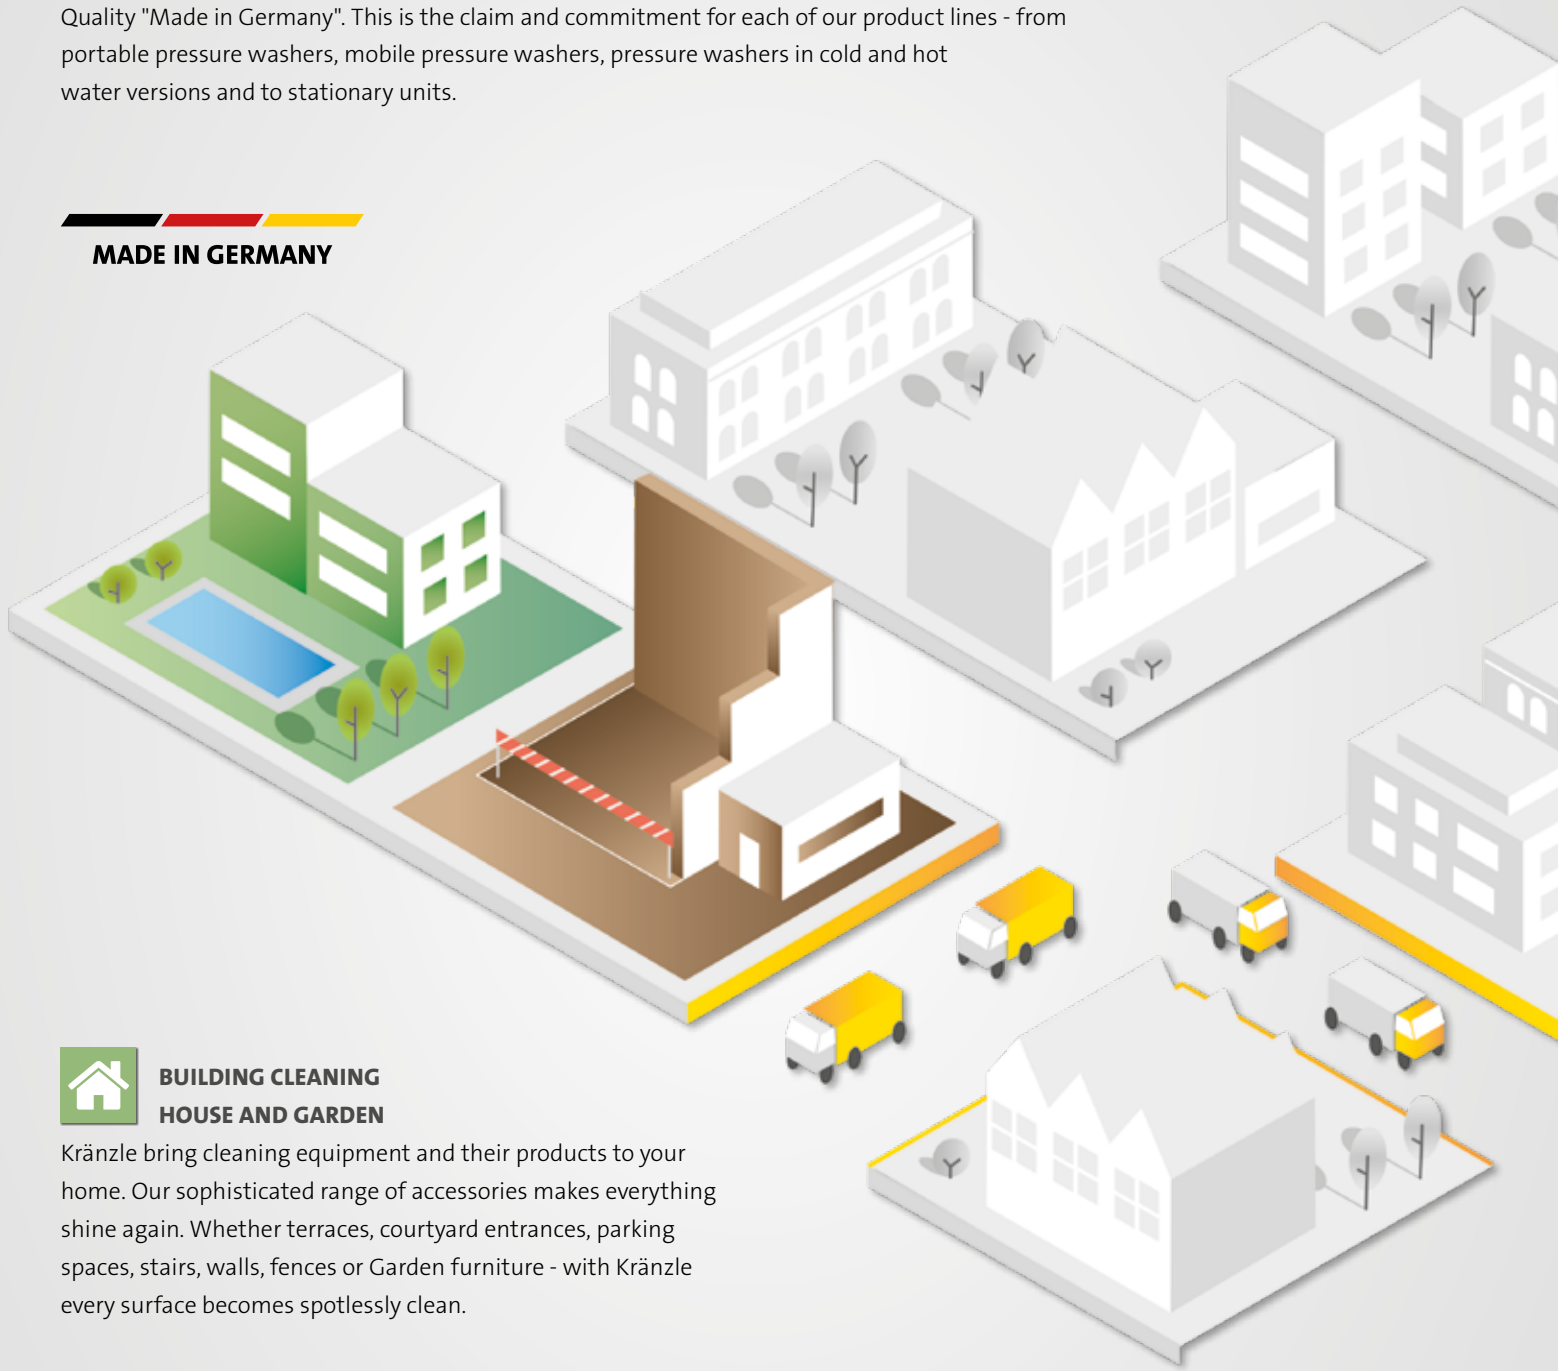 Quality "Made in Germany". This is the claim and commitment for each of our product lines - from
portable pressure washers, mobile pressure washers, pressure washers in cold and hot
water versions and to stationary units.
MADE IN GERMANY
BUILDING CLEANING
HOUSE AND GARDEN
Kränzle bring cleaning equipment and their products to your
home. Our sophisticated range of accessories makes everything
shine again. Whether terraces, courtyard entrances, parking
spaces, stairs, walls, fences or Garden furniture - with Kränzle
every surface becomes spotlessly clean.